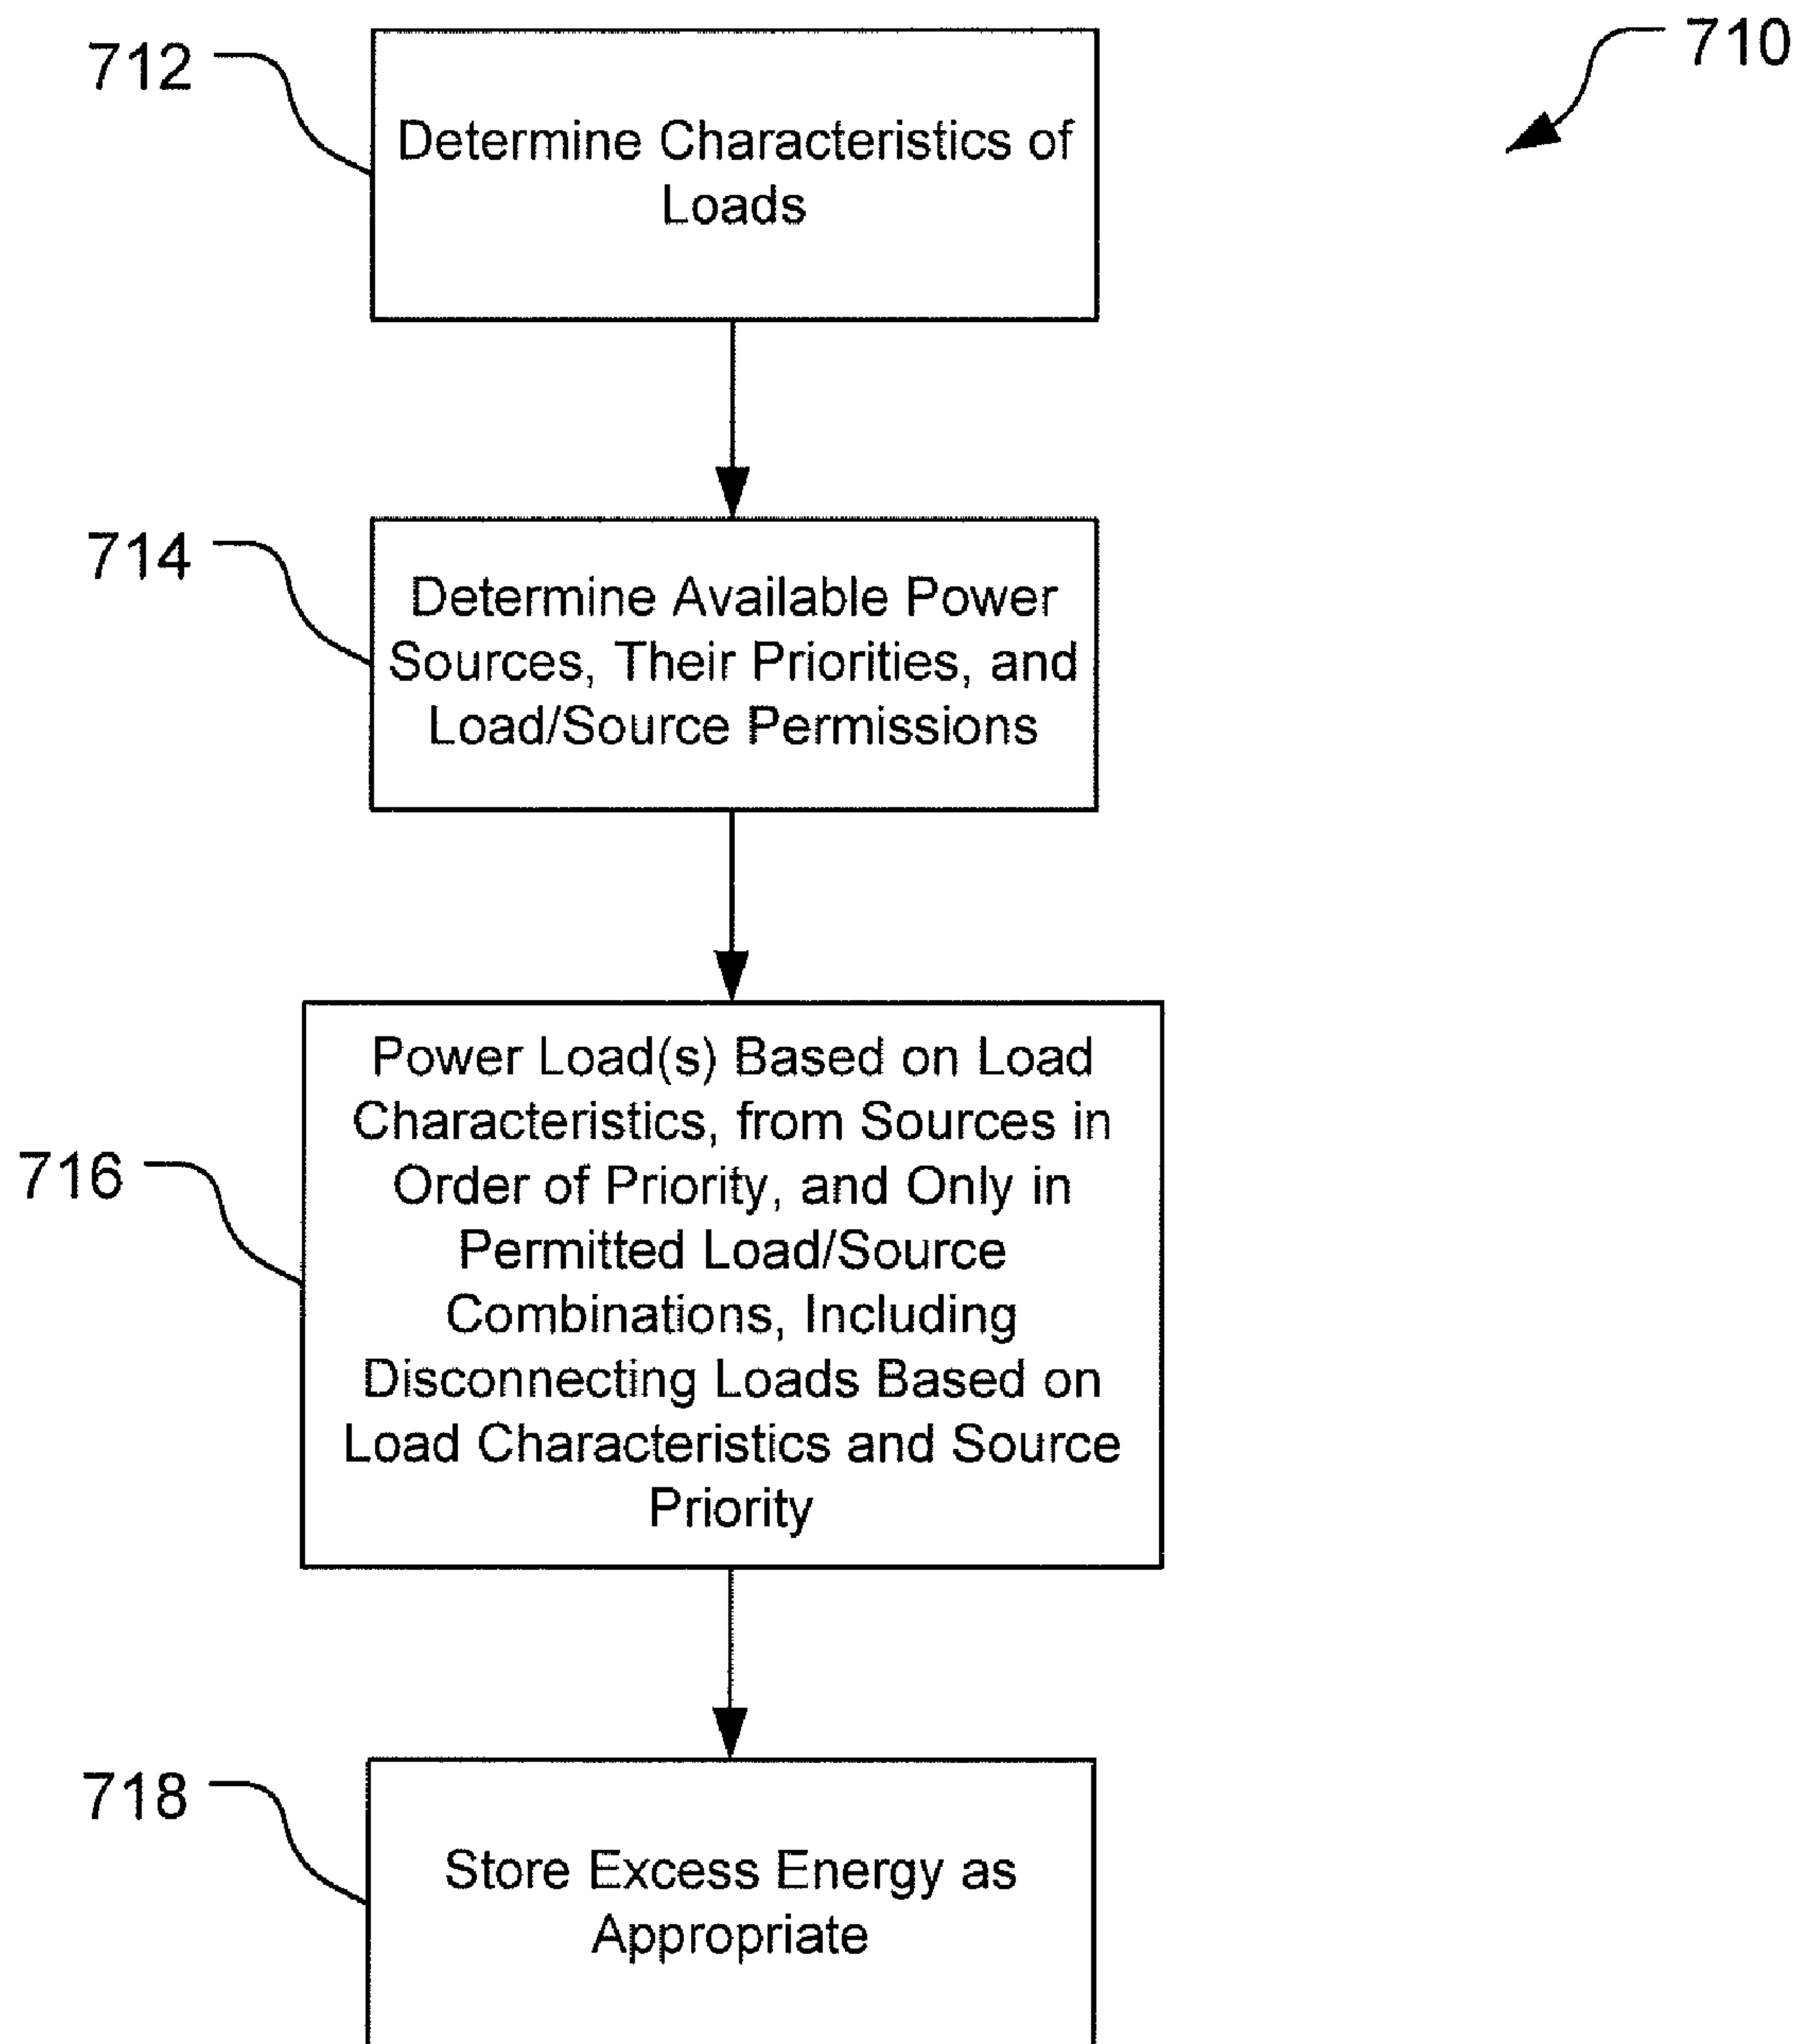 710
712
Determine Characteristics of
Loads
714
Determine Available Power
Sources, Their Priorities, and
Load/Source Permissions
716
Power Load(s) Based on Load
Characteristics, from Sources in
Order of Priority, and Only in
Permitted Load/Source
Combinations, Including
Disconnecting Loads Based on
Load Characteristics and Source
Priority
718
Store Excess Energy as
Appropriate